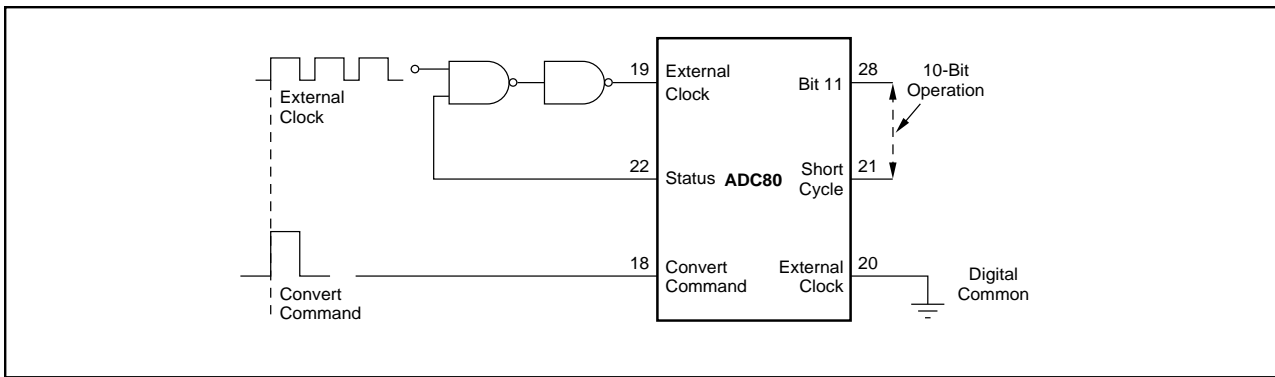 External
Clock
Convert
Command
19
External
Clock
22
Status
ADC80
18
Convert
Command
Bit 11
28
10-Bit
Operation
Short
Cycle
21
External
Clock
20
Digital
Common